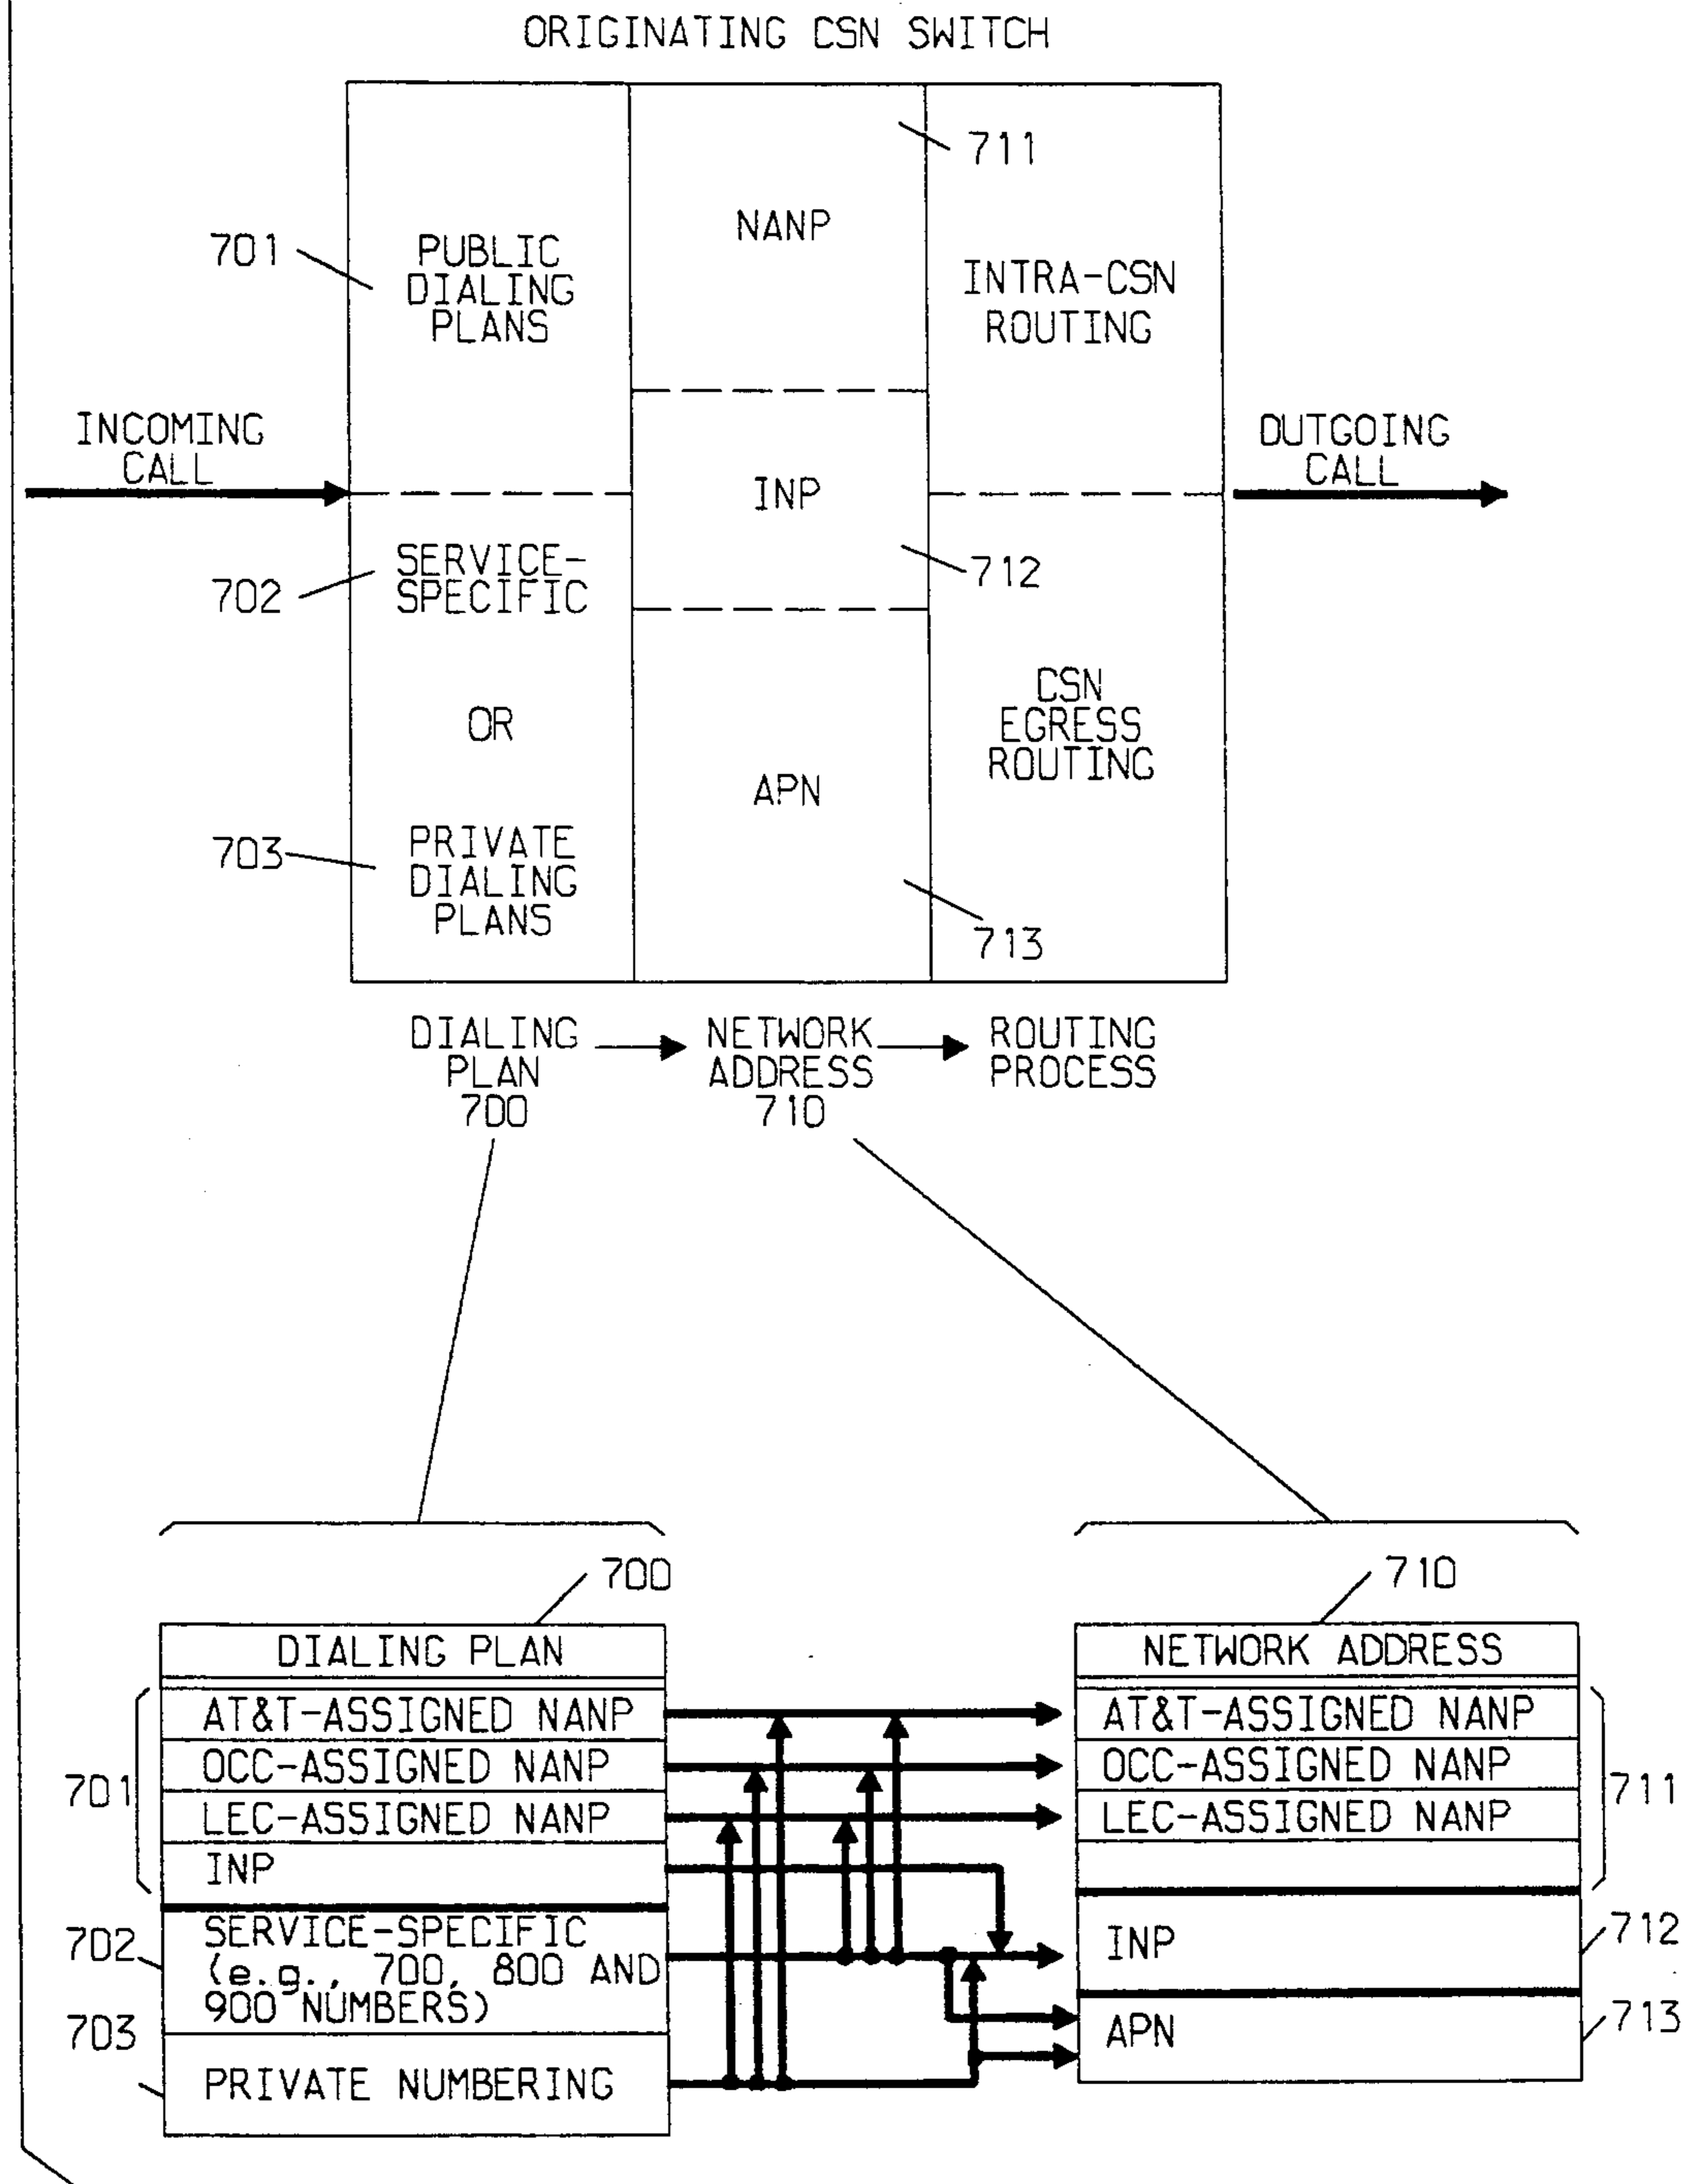 ORIGINATING CSN SWITCH
711
NANP
701
PUBLIC
DIALING
PLANS
INTRA-CSN
ROUTING
INCOMING
CALL
OUTGOING
CALL
INP
SERVICE-
SPECIFIC
702
712
CSN
EGRESS
ROUTING
OR
APN
703
PRIVATE
DIALING
PLANS
713
DIALING
PLAN
700
NETWORK
ADDRESS
710
ROUTING
PROCESS
700
710
DIALING PLAN
NETWORK ADDRESS
701
AT&T-ASSIGNED NANP
OCC-ASSIGNED NANP
LEC-ASSIGNED NANP
INP
AT&T-ASSIGNED NANP
OCC-ASSIGNED NANP
LEC-ASSIGNED NANP
711
702
SERVICE-SPECIFIC
(e.g., 700, 800 AND
900 NUMBERS)
INP
712
703
PRIVATE NUMBERING
APN
713